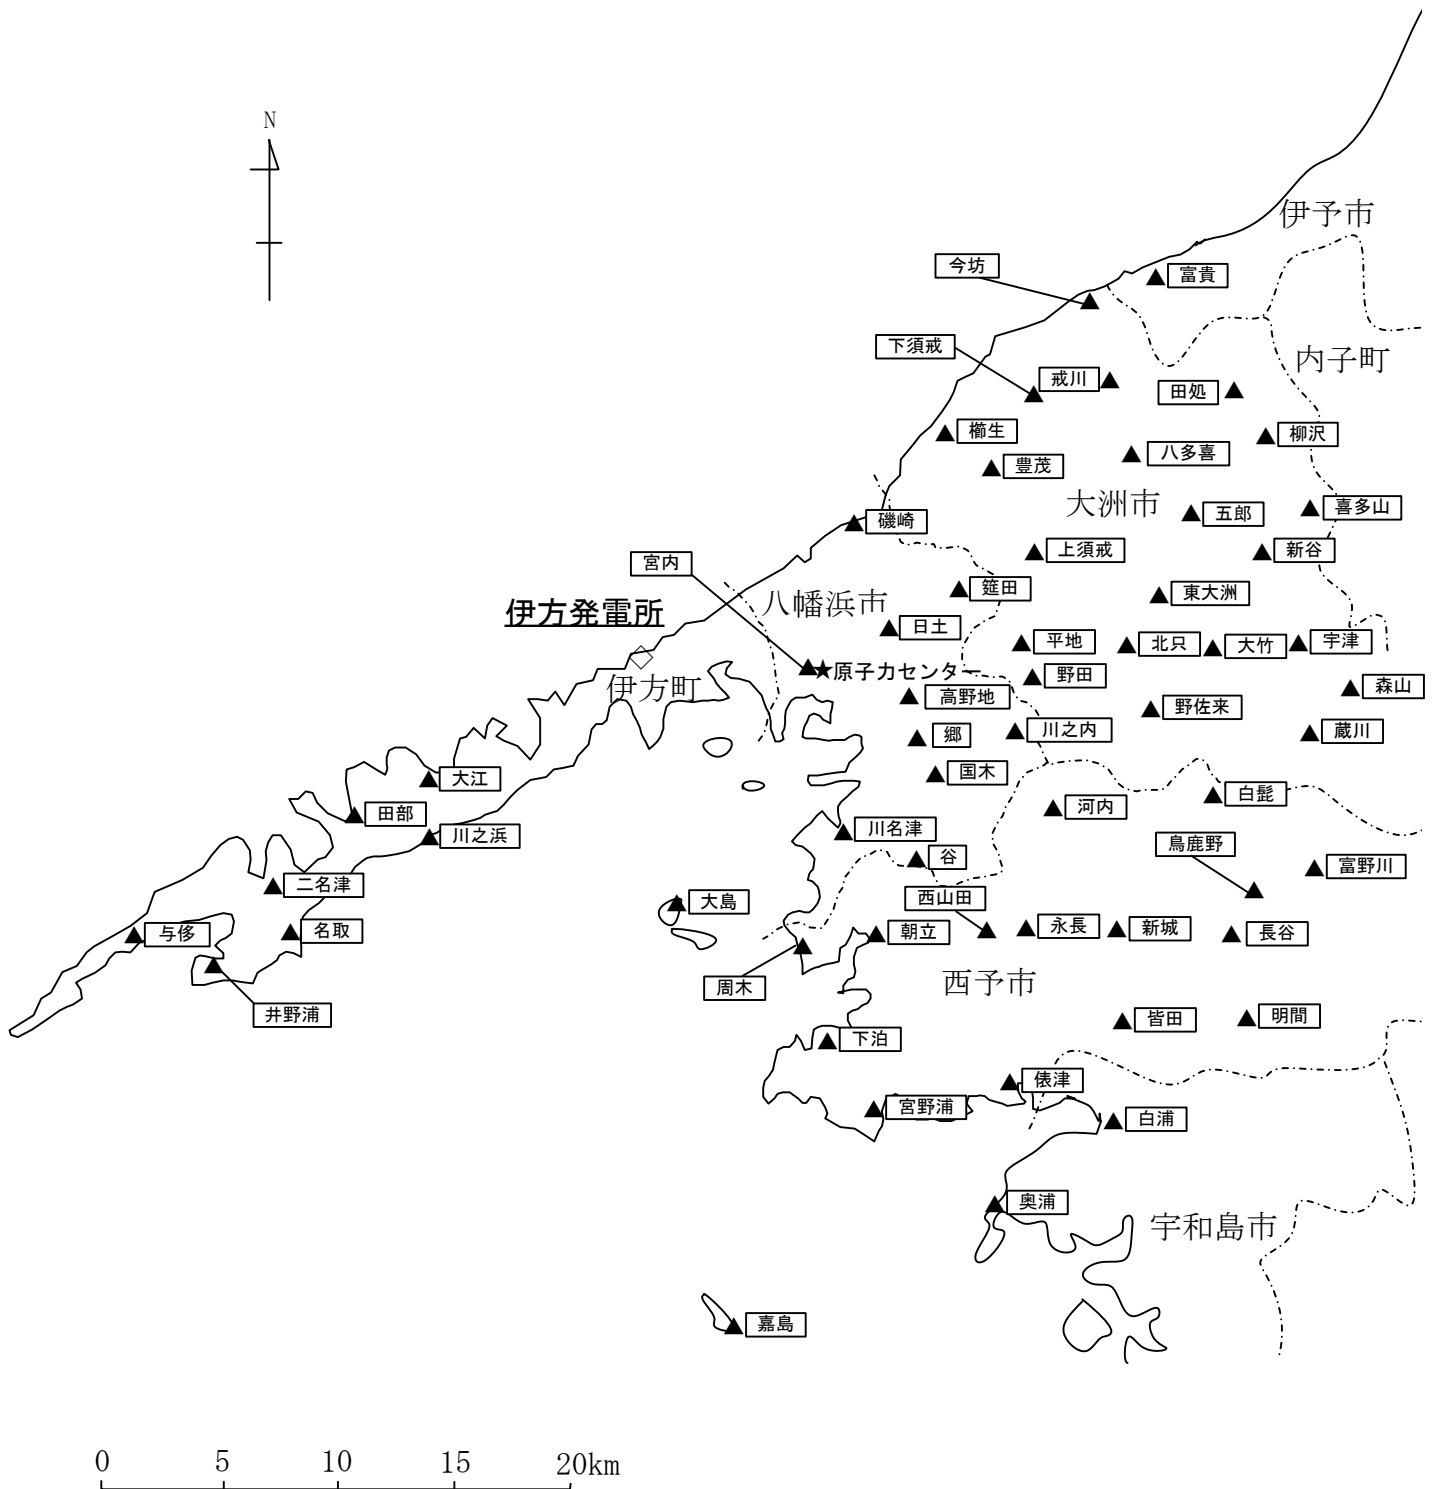 N
伊予市
今坊
富貴
下須戒
戒川
内子町
田処
櫛生
柳沢
豊茂
八多喜
大洲市
喜多山
五郎
磯崎
上須戒
新谷
宮内
筵田
東大洲
八幡浜市
伊方発電所
日土
平地
北只
大竹
宇津
★原子力センター
野田
伊方町
森山
高野地
野佐来
郷
川之内
蔵川
大江
国木
白髭
河内
田部
川之浜
川名津
鳥鹿野
谷
富野川
二名津
西山田
大島
与侈
名取
朝立
永長
新城
長谷
周木
西予市
井野浦
皆田
明間
下泊
俵津
宮野浦
白浦
奥浦
宇和島市
嘉島
0 5 10 15 20km